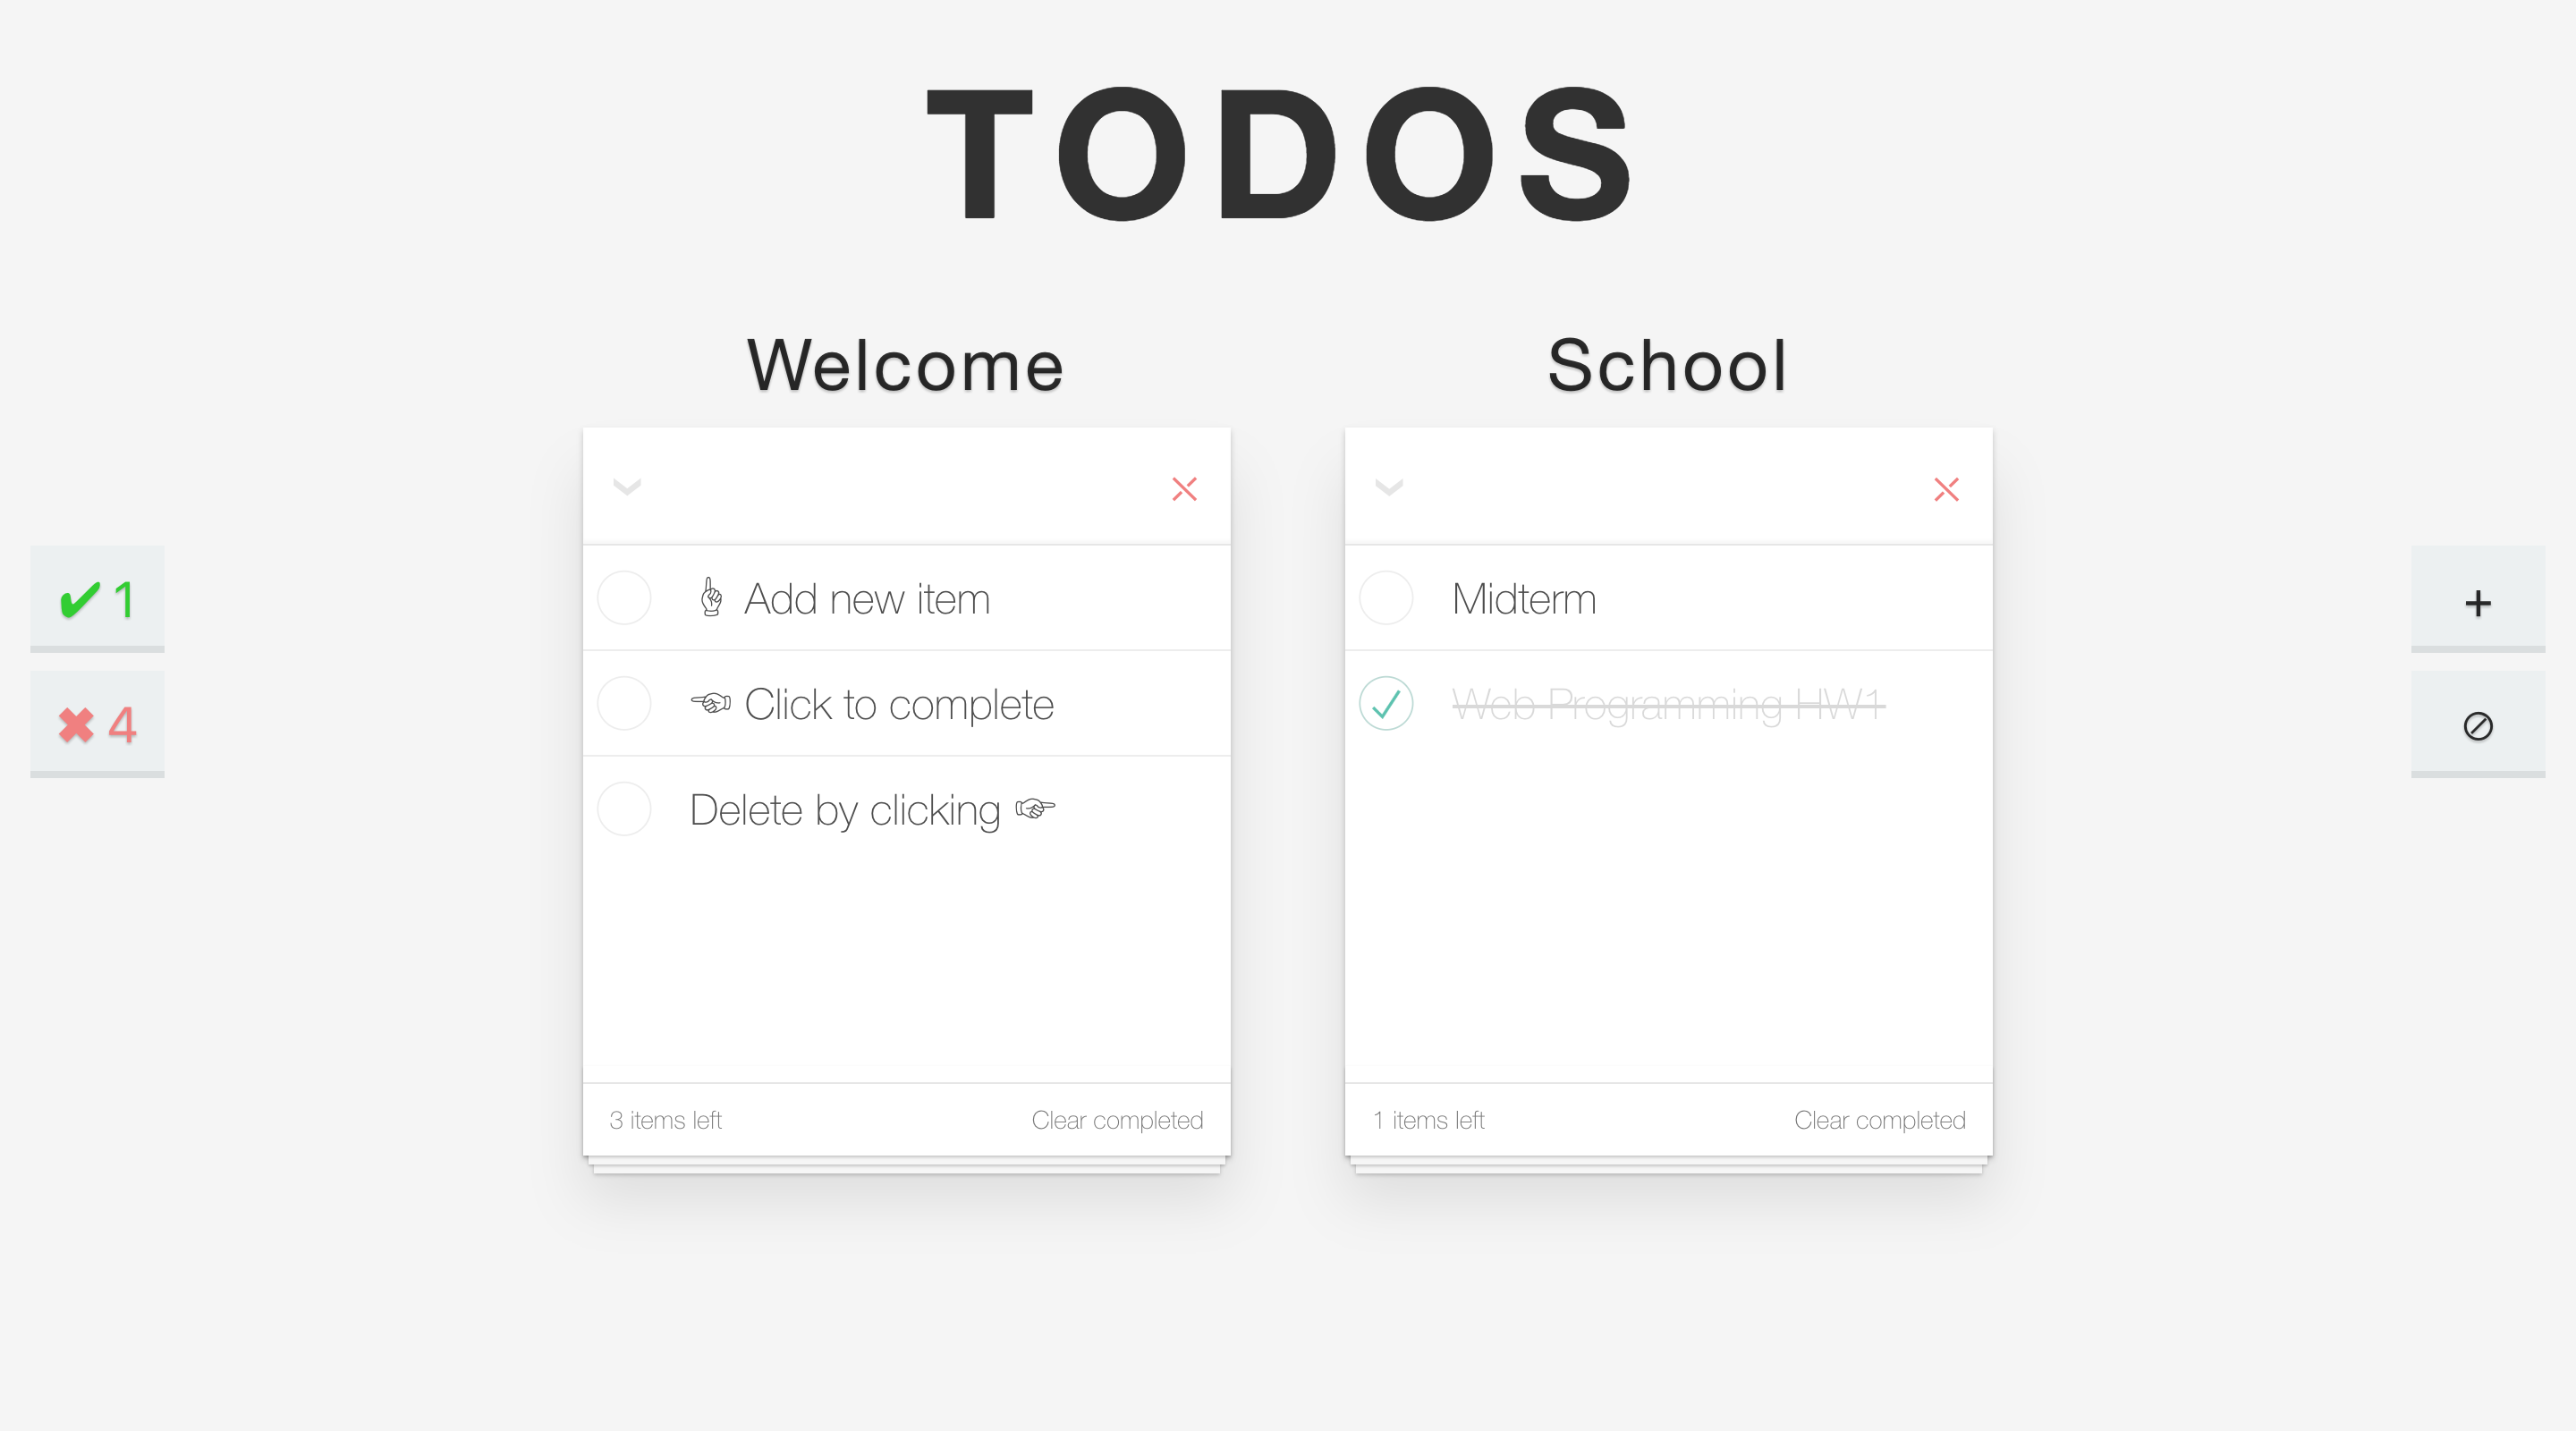 TODOS
Welcome
☝ Add new item
☜ Click to complete
Delete by clicking ☞
3 items left Clear completed
School
Midterm
Web Programming HW1
1 items left Clear completed
✔ 1
✖ 4
+
⊘